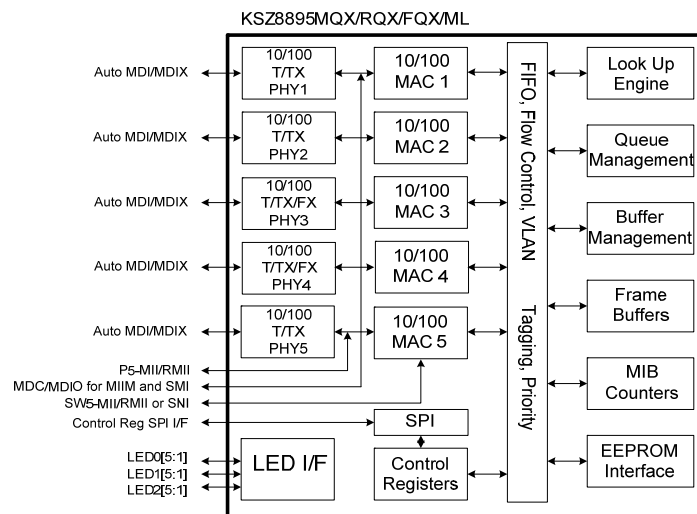 KSZ8895MQX/RQX/FQX/ML
Auto MDI/MDIX
10/100
T/TX
PHY1
10/100
MAC 1
Look Up
Engine
Auto MDI/MDIX
10/100
T/TX
PHY2
10/100
MAC 2
Queue
Management
Auto MDI/MDIX
10/100
T/TX/FX
PHY3
10/100
MAC 3
Buffer
Management
Auto MDI/MDIX
10/100
T/TX/FX
PHY4
10/100
MAC 4
Frame
Buffers
Auto MDI/MDIX
10/100
T/TX
PHY5
10/100
MAC 5
FIFO, Flow Control, VLAN Tagging, Priority
P5-MII/RMII
MDC/MDIO for MIIM and SMI
SW5-MII/RMII or SNI
Control Reg SPI I/F
SPI
MIB
Counters
LED0[5:1]
LED1[5:1]
LED2[5:1]
LED I/F
Control
Registers
EEPROM
Interface